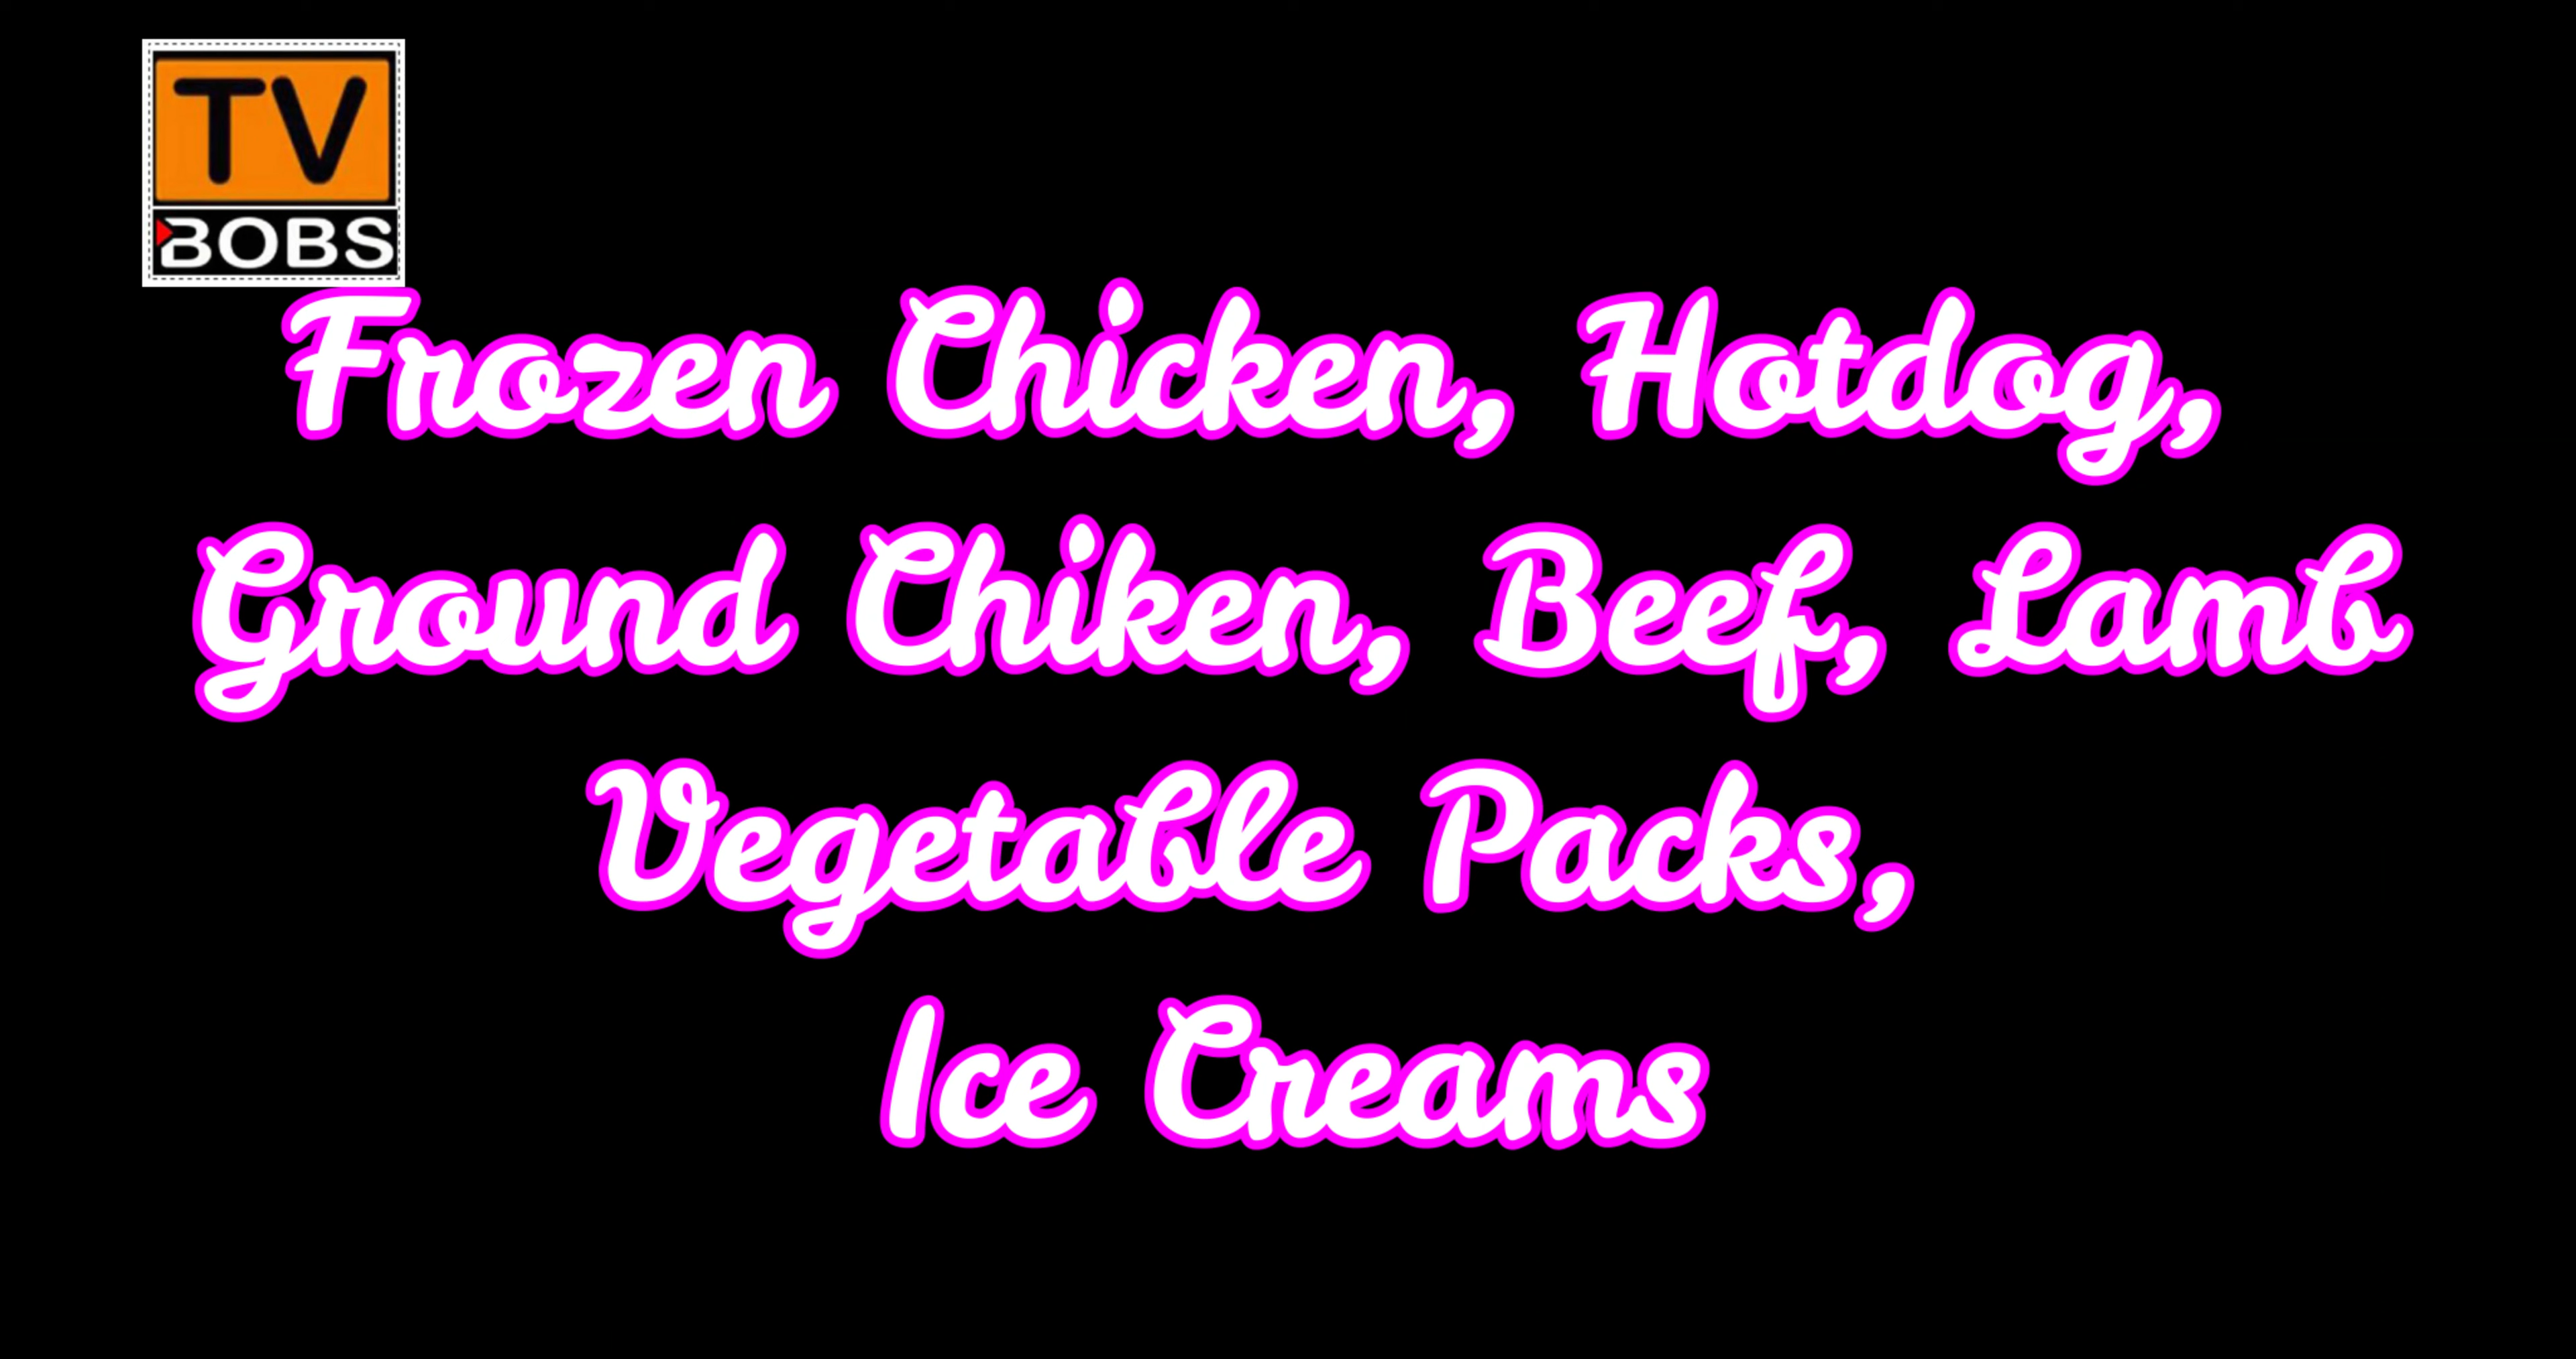 TV
BOBS
Frozen Chicken, Hotdog,
Ground Chiken, Beef, Lamb
Vegetable Packs,
Ice Creams